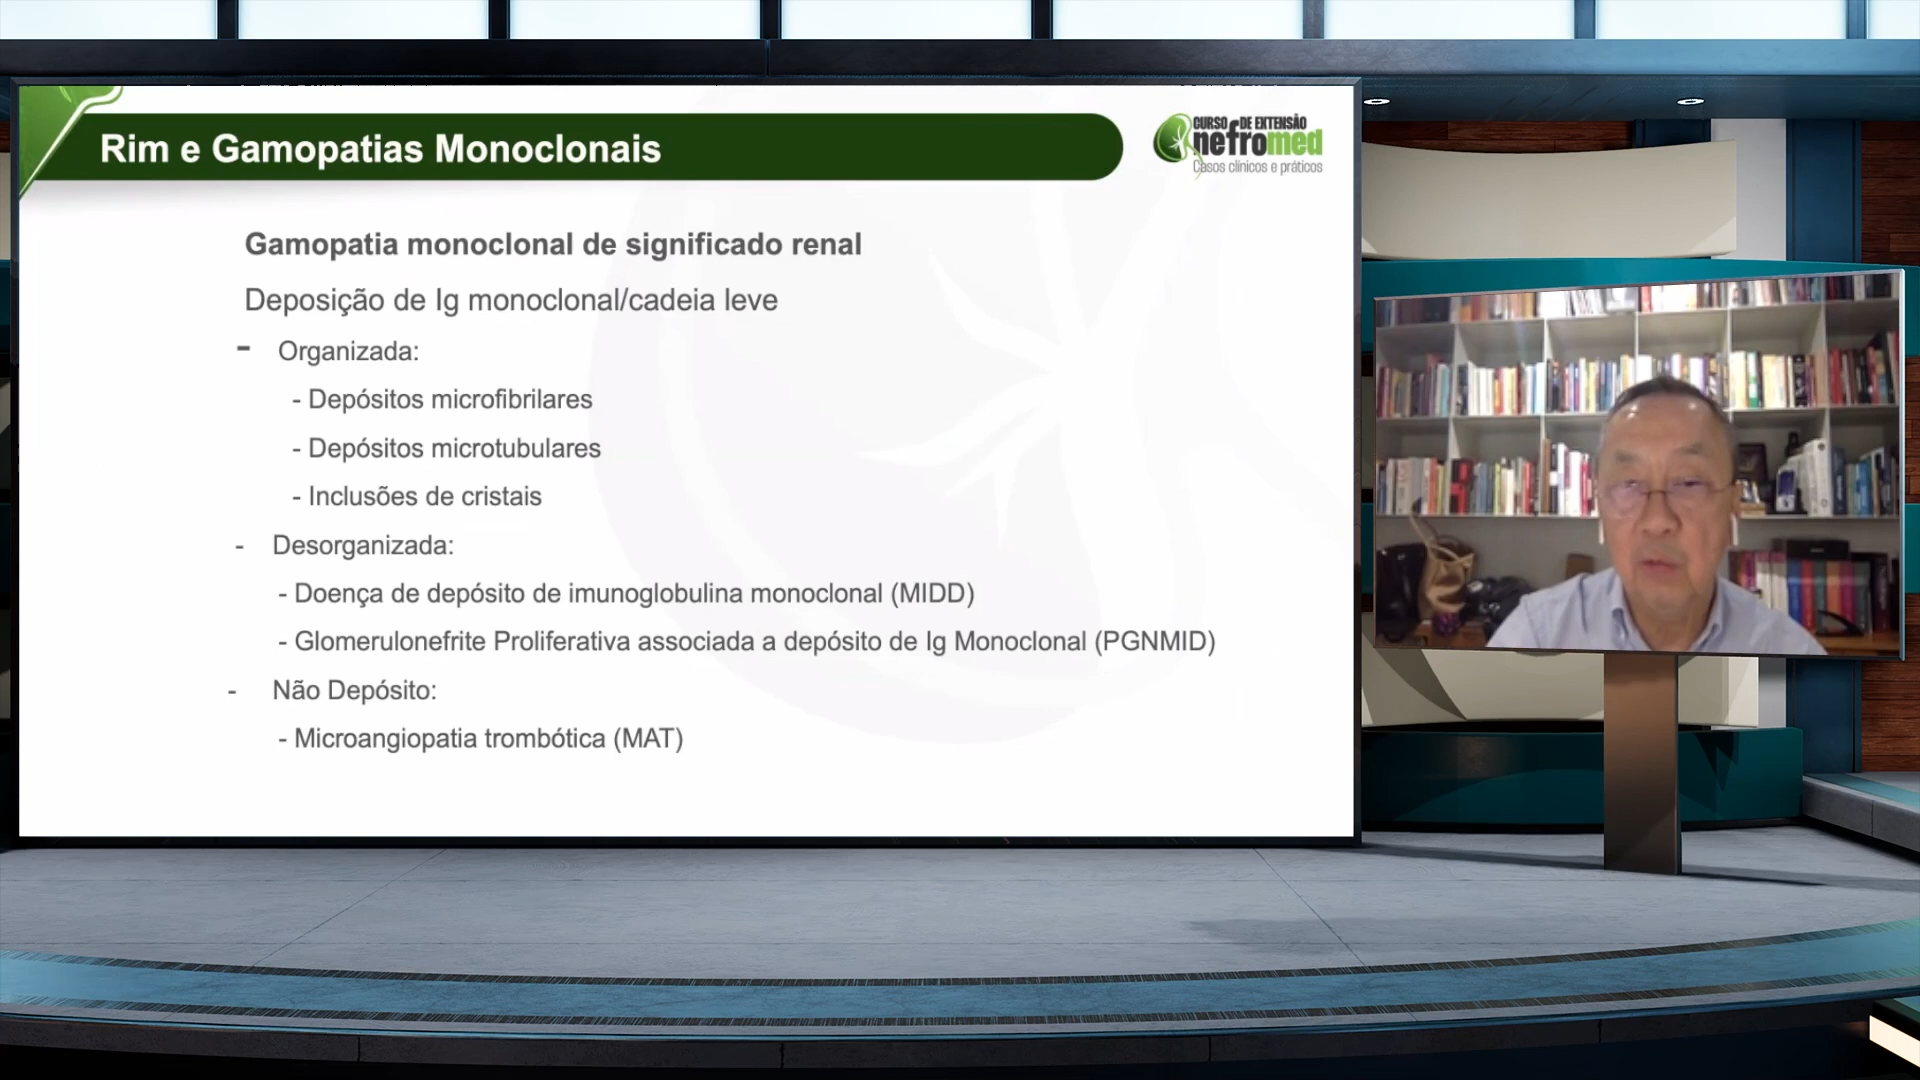 Rim e Gamopatias Monoclonais
CURSO DE EXTENSÃO
nefromed
Casos clínicos e práticos
Gamopatia monoclonal de significado renal
Deposição de Ig monoclonal/cadeia leve
- Organizada:
- Depósitos microfibrilares
- Depósitos microtubulares
- Inclusões de cristais
- Desorganizada:
- Doença de depósito de imunoglobulina monoclonal (MIDD)
- Glomerulonefrite Proliferativa associada a depósito de Ig Monoclonal (PGNMID)
- Não Depósito:
- Microangiopatia trombótica (MAT)